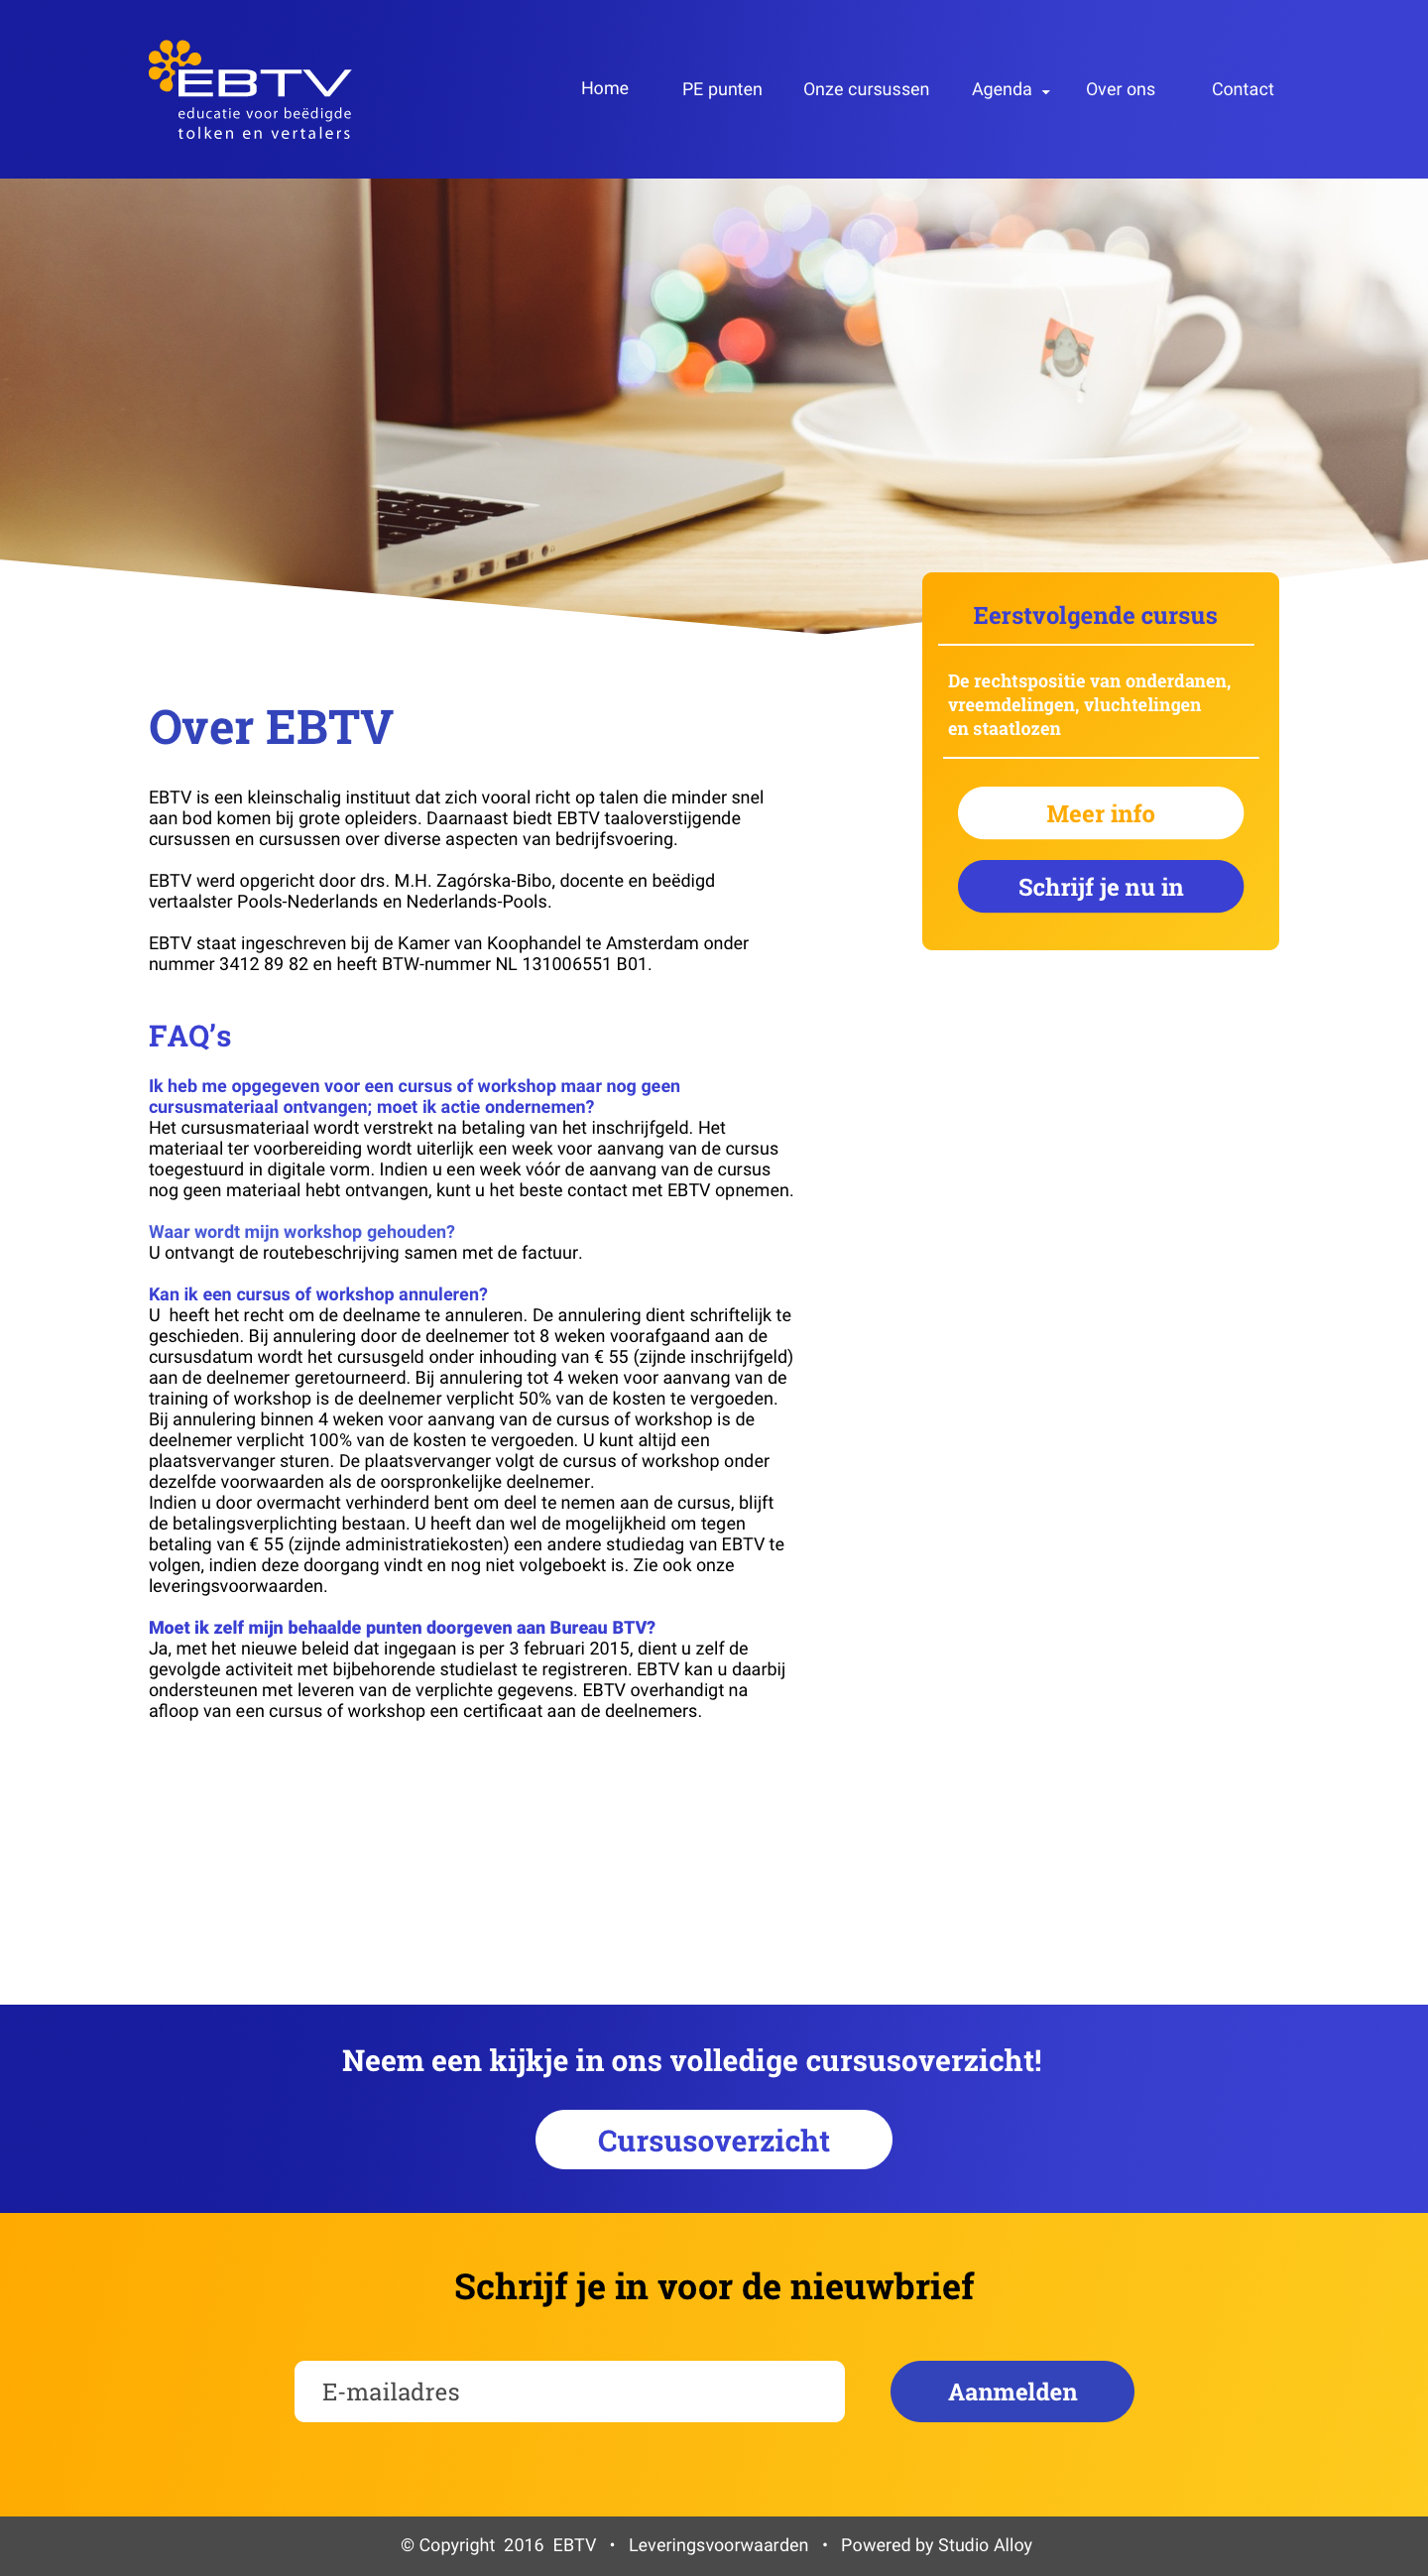 EBTV
educatie voor beëdigde
tolken en vertalers
Home
PE punten
Onze cursussen
Agenda
Over ons
Contact
Eerstvolgende cursus
De rechtspositie van onderdanen,
vreemdelingen, vluchtelingen
en staatlozen
Meer info
Schrijf je nu in
Over EBTV
EBTV is een kleinschalig instituut dat zich vooral richt op talen die minder snel
aan bod komen bij grote opleiders. Daarnaast biedt EBTV taaloverstijgende
cursussen en cursussen over diverse aspecten van bedrijfsvoering.
EBTV werd opgericht door drs. M.H. Zagórska-Bibo, docente en beëdigd
vertaalster Pools-Nederlands en Nederlands-Pools.
EBTV staat ingeschreven bij de Kamer van Koophandel te Amsterdam onder
nummer 3412 89 82 en heeft BTW-nummer NL 131006551 B01.
FAQ's
Ik heb me opgegeven voor een cursus of workshop maar nog geen
cursusmateriaal ontvangen; moet ik actie ondernemen?
Het cursusmateriaal wordt verstrekt na betaling van het inschrijfgeld. Het
materiaal ter voorbereiding wordt uiterlijk een week voor aanvang van de cursus
toegestuurd in digitale vorm. Indien u een week vóór de aanvang van de cursus
nog geen materiaal hebt ontvangen, kunt u het beste contact met EBTV opnemen.
Waar wordt mijn workshop gehouden?
U ontvangt de routebeschrijving samen met de factuur.
Kan ik een cursus of workshop annuleren?
U  heeft het recht om de deelname te annuleren. De annulering dient schriftelijk te
geschieden. Bij annulering door de deelnemer tot 8 weken voorafgaand aan de
cursusdatum wordt het cursusgeld onder inhouding van € 55 (zijnde inschrijfgeld)
aan de deelnemer geretourneerd. Bij annulering tot 4 weken voor aanvang van de
training of workshop is de deelnemer verplicht 50% van de kosten te vergoeden.
Bij annulering binnen 4 weken voor aanvang van de cursus of workshop is de
deelnemer verplicht 100% van de kosten te vergoeden. U kunt altijd een
plaatsvervanger sturen. De plaatsvervanger volgt de cursus of workshop onder
dezelfde voorwaarden als de oorspronkelijke deelnemer.
Indien u door overmacht verhinderd bent om deel te nemen aan de cursus, blijft
de betalingsverplichting bestaan. U heeft dan wel de mogelijkheid om tegen
betaling van € 55 (zijnde administratiekosten) een andere studiedag van EBTV te
volgen, indien deze doorgang vindt en nog niet volgeboekt is. Zie ook onze
leveringsvoorwaarden.
Moet ik zelf mijn behaalde punten doorgeven aan Bureau BTV?
Ja, met het nieuwe beleid dat ingegaan is per 3 februari 2015, dient u zelf de
gevolgde activiteit met bijbehorende studielast te registreren. EBTV kan u daarbij
ondersteunen met leveren van de verplichte gegevens. EBTV overhandigt na
afloop van een cursus of workshop een certificaat aan de deelnemers.
Neem een kijkje in ons volledige cursusoverzicht!
Cursusoverzicht
Schrijf je in voor de nieuwbrief
E-mailadres
Aanmelden
© Copyright  2016  EBTV  •  Leveringsvoorwaarden  •  Powered by Studio Alloy